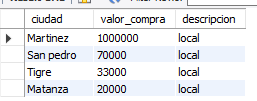 ciudad valor_compra descripcion
Martinez 1000000 local
San pedro 70000 local
Tigre 33000 local
Matanza 20000 local